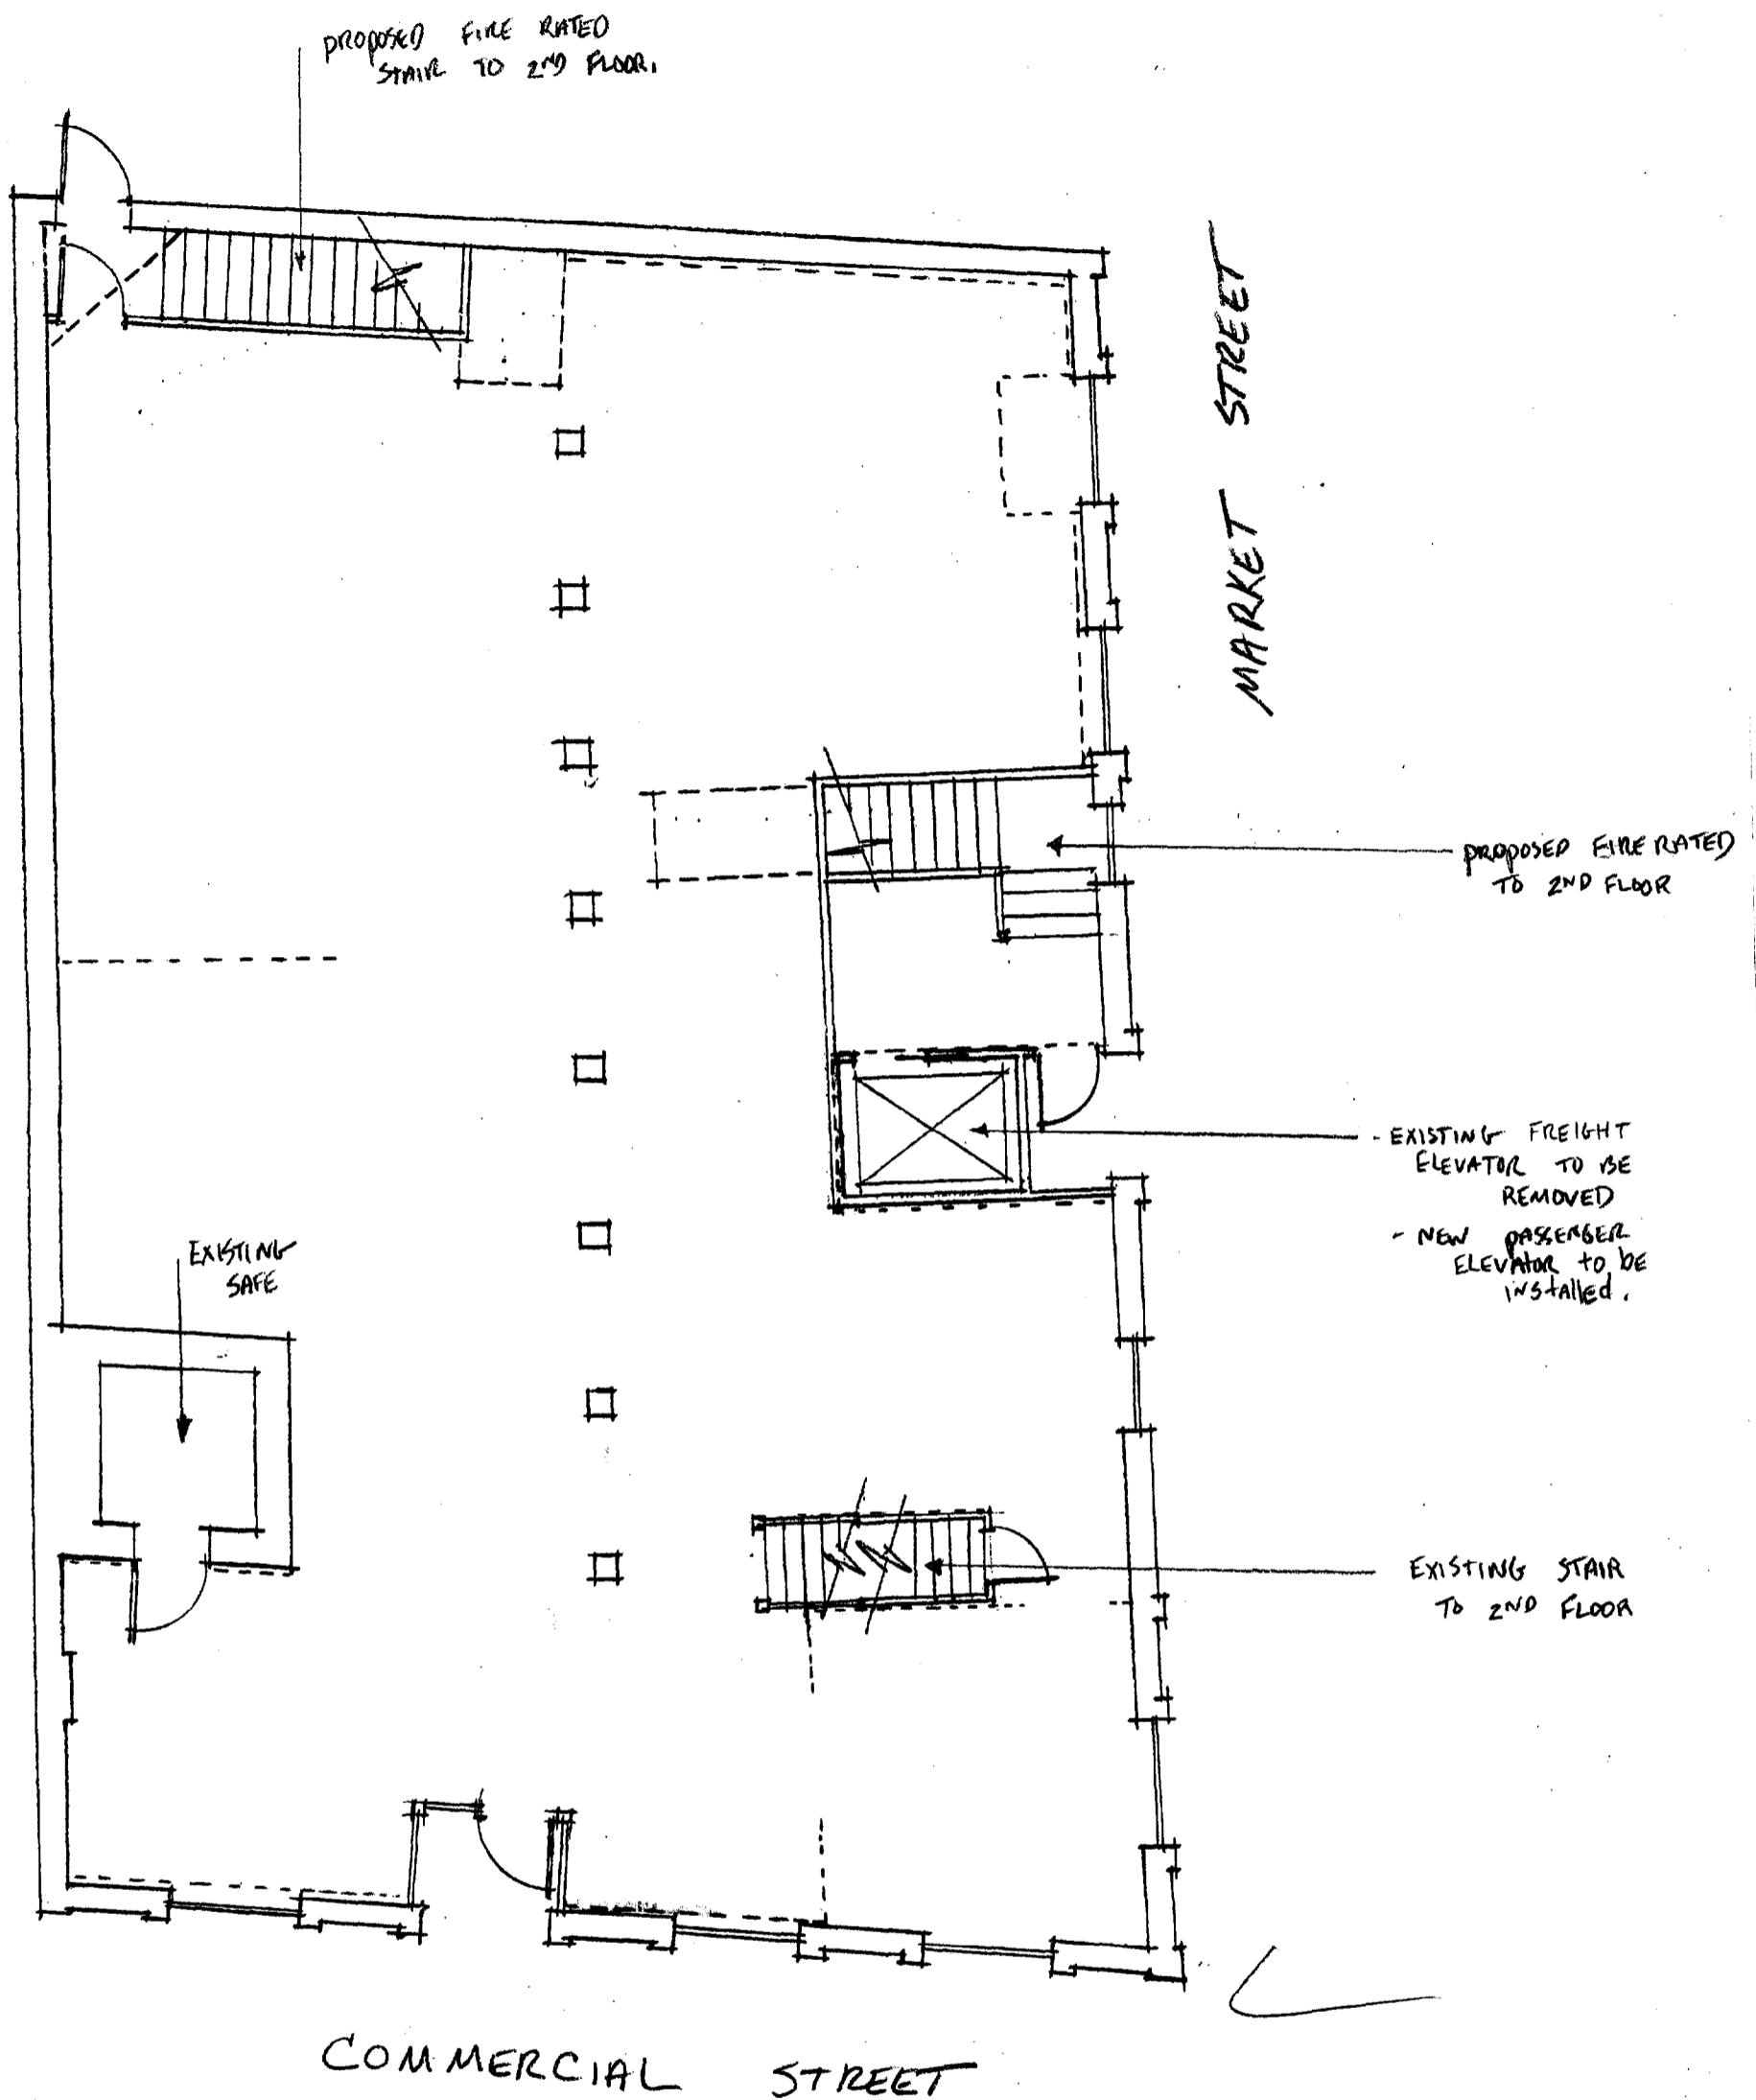 PROPOSED FIRE RATED
STAIR TO 2ND FLOOR.
MARKET STREET
PROPOSED FIRE RATED
TO 2ND FLOOR
- EXISTING FREIGHT
ELEVATOR TO BE
REMOVED
- NEW PASSENGER
ELEVATOR to bE
iNStAllEd.
EXISTING
SAFE
EXISTING STAIR
TO 2ND FLOOR
COMMERCIAL STREET